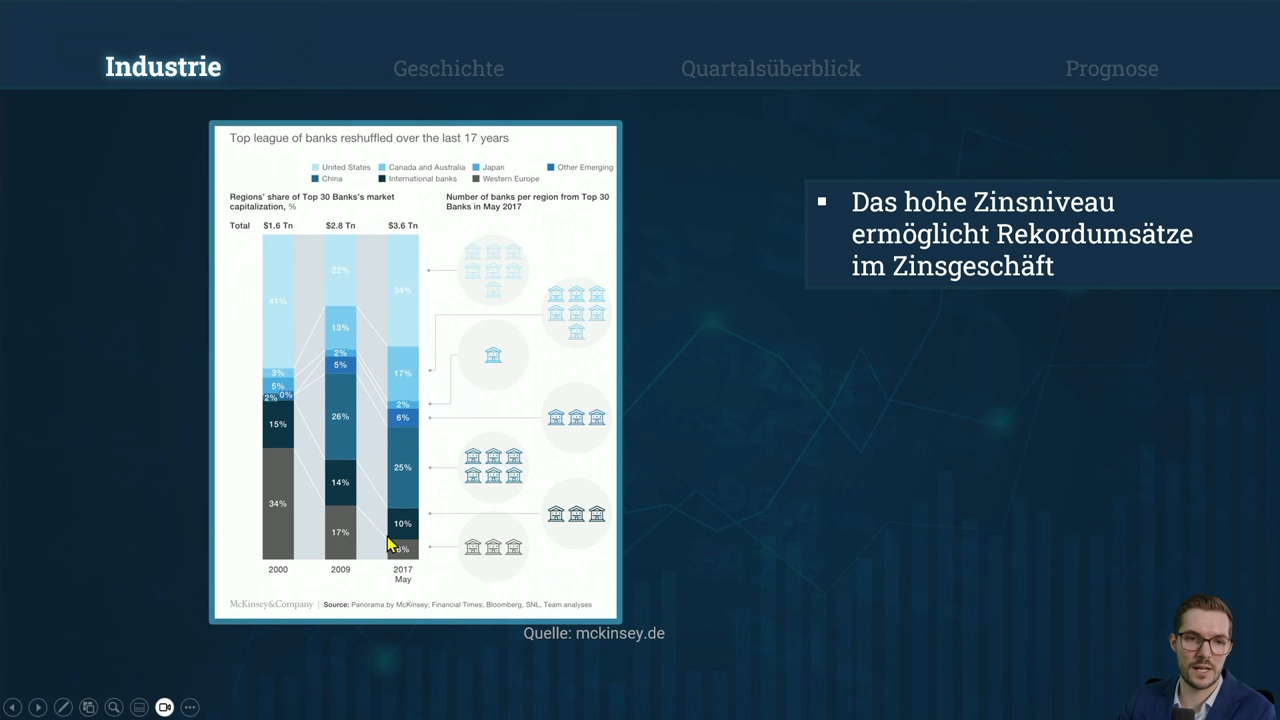 Industrie
Geschichte
Quartalsüberblick
Prognose
Top league of banks reshuffled over the last 17 years
United States
Canada and Australia
Japan
Other Emerging
China
International banks
Western Europe
Regions' share of Top 30 Banks's market
capitalization, %
Number of banks per region from Top 30
Banks in May 2017
Total $1.6 Tn $2.8 Tn $3.6 Tn
41%
3%
5%
2% 0%
15%
34%
2000
22%
13%
2%
5%
26%
14%
17%
2009
34%
17%
2%
6%
25%
10%
6%
2017
May
McKinsey&Company | Source: Panorama by McKinsey; Financial Times; Bloomberg, SNL, Team analyses
Quelle: mckinsey.de
▪ Das hohe Zinsniveau
ermöglicht Rekordumsätze
im Zinsgeschäft